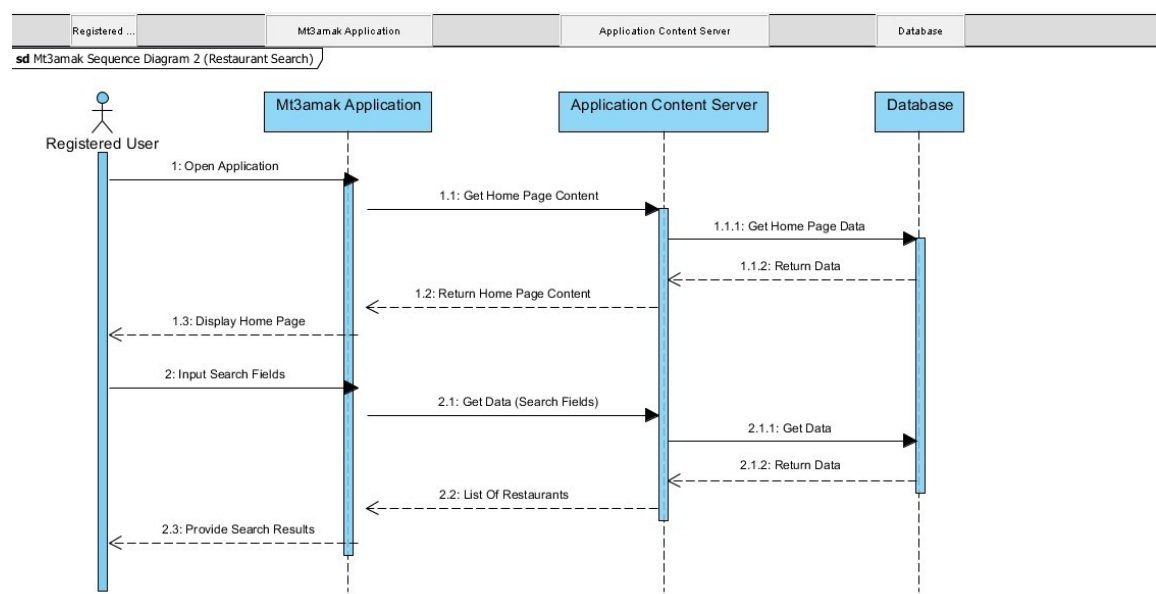 Registered ...
Mt3amak Application
Application Content Server
Database
sd Mt3amak Sequence Diagram 2 (Restaurant Search)
Mt3amak Application
Application Content Server
Database
Registered User
1: Open Application
1.1: Get Home Page Content
1.1.1: Get Home Page Data
1.1.2: Return Data
1.2: Return Home Page Content
1.3: Display Home Page
2: Input Search Fields
2.1: Get Data (Search Fields)
2.1.1: Get Data
2.1.2: Return Data
2.2: List Of Restaurants
2.3: Provide Search Results